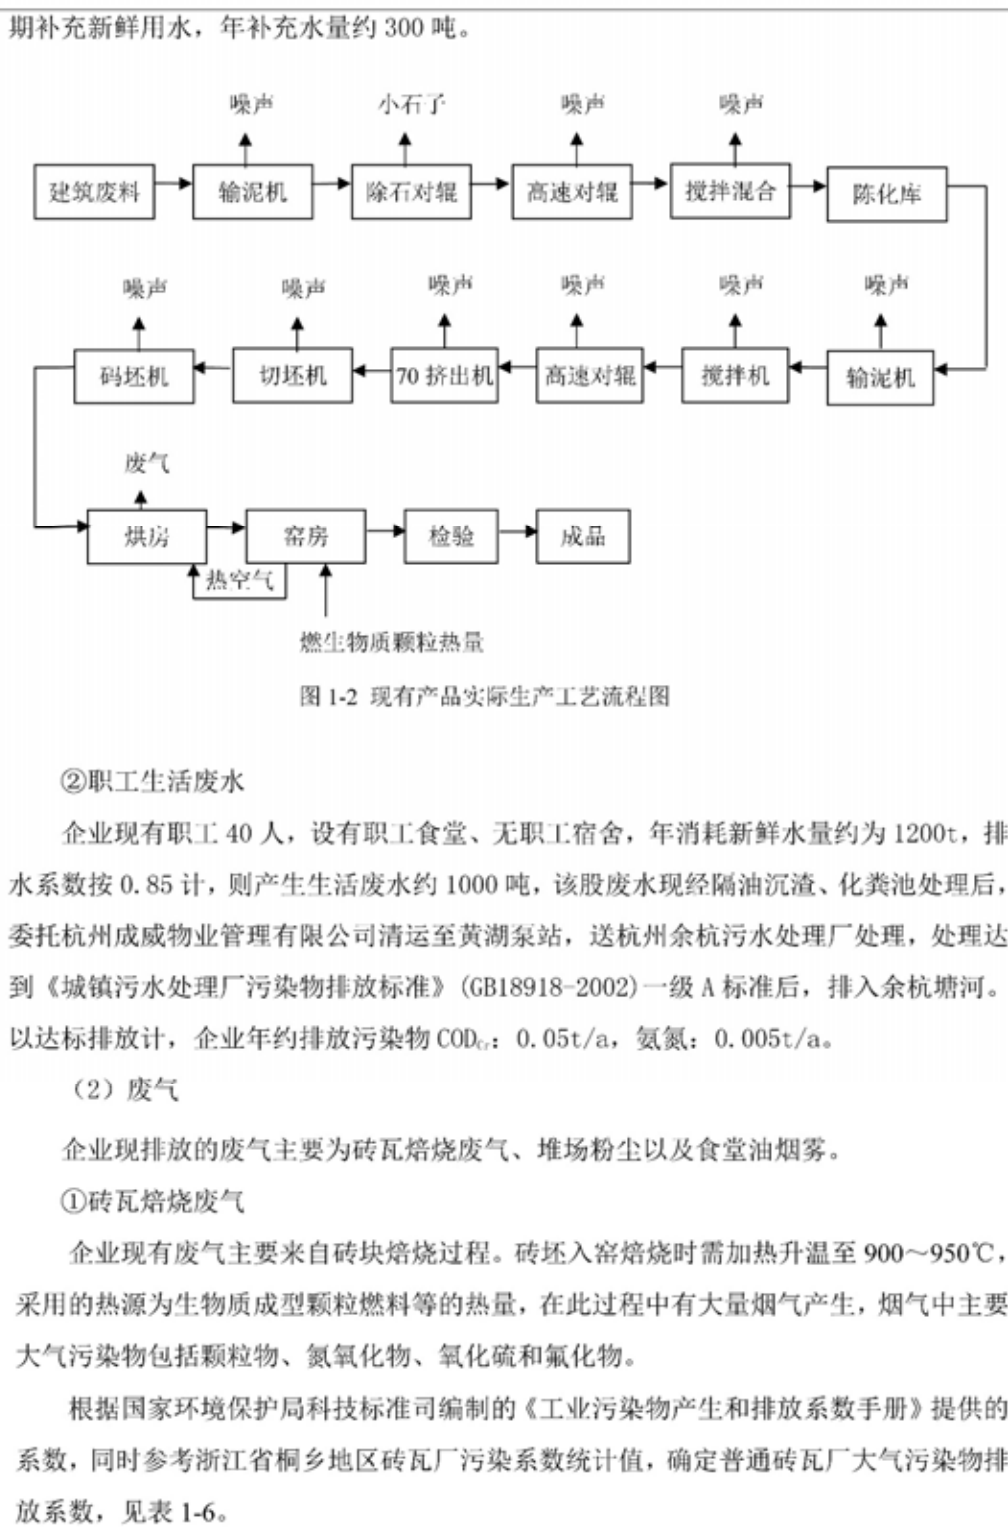 期补充新鲜用水，年补充水量约 300 吨。
噪声 小石子 噪声 噪声
建筑废料 输泥机 除石对辊 高速对辊 搅拌混合 陈化库
噪声 噪声 噪声 噪声 噪声 噪声
码坯机 切坯机 70 挤出机 高速对辊 搅拌机 输泥机
废气
烘房 窑房 检验 成品
热空气
燃生物质颗粒热量
图 1-2 现有产品实际生产工艺流程图
②职工生活废水
企业现有职工 40 人，设有职工食堂、无职工宿舍，年消耗新鲜水量约为 1200t，排
水系数按 0.85 计，则产生生活废水约 1000 吨，该股废水现经隔油沉渣、化粪池处理后，
委托杭州成威物业管理有限公司清运至黄湖泵站，送杭州余杭污水处理厂处理，处理达
到《城镇污水处理厂污染物排放标准》(GB18918-2002)一级 A 标准后，排入余杭塘河。
以达标排放计，企业年约排放污染物 CODCr：0.05t/a，氨氮：0.005t/a。
（2）废气
企业现排放的废气主要为砖瓦焙烧废气、堆场粉尘以及食堂油烟雾。
①砖瓦焙烧废气
企业现有废气主要来自砖块焙烧过程。砖坯入窑焙烧时需加热升温至 900～950℃，
采用的热源为生物质成型颗粒燃料等的热量，在此过程中有大量烟气产生，烟气中主要
大气污染物包括颗粒物、氮氧化物、氧化硫和氟化物。
根据国家环境保护局科技标准司编制的《工业污染物产生和排放系数手册》提供的
系数，同时参考浙江省桐乡地区砖瓦厂污染系数统计值，确定普通砖瓦厂大气污染物排
放系数，见表 1-6。